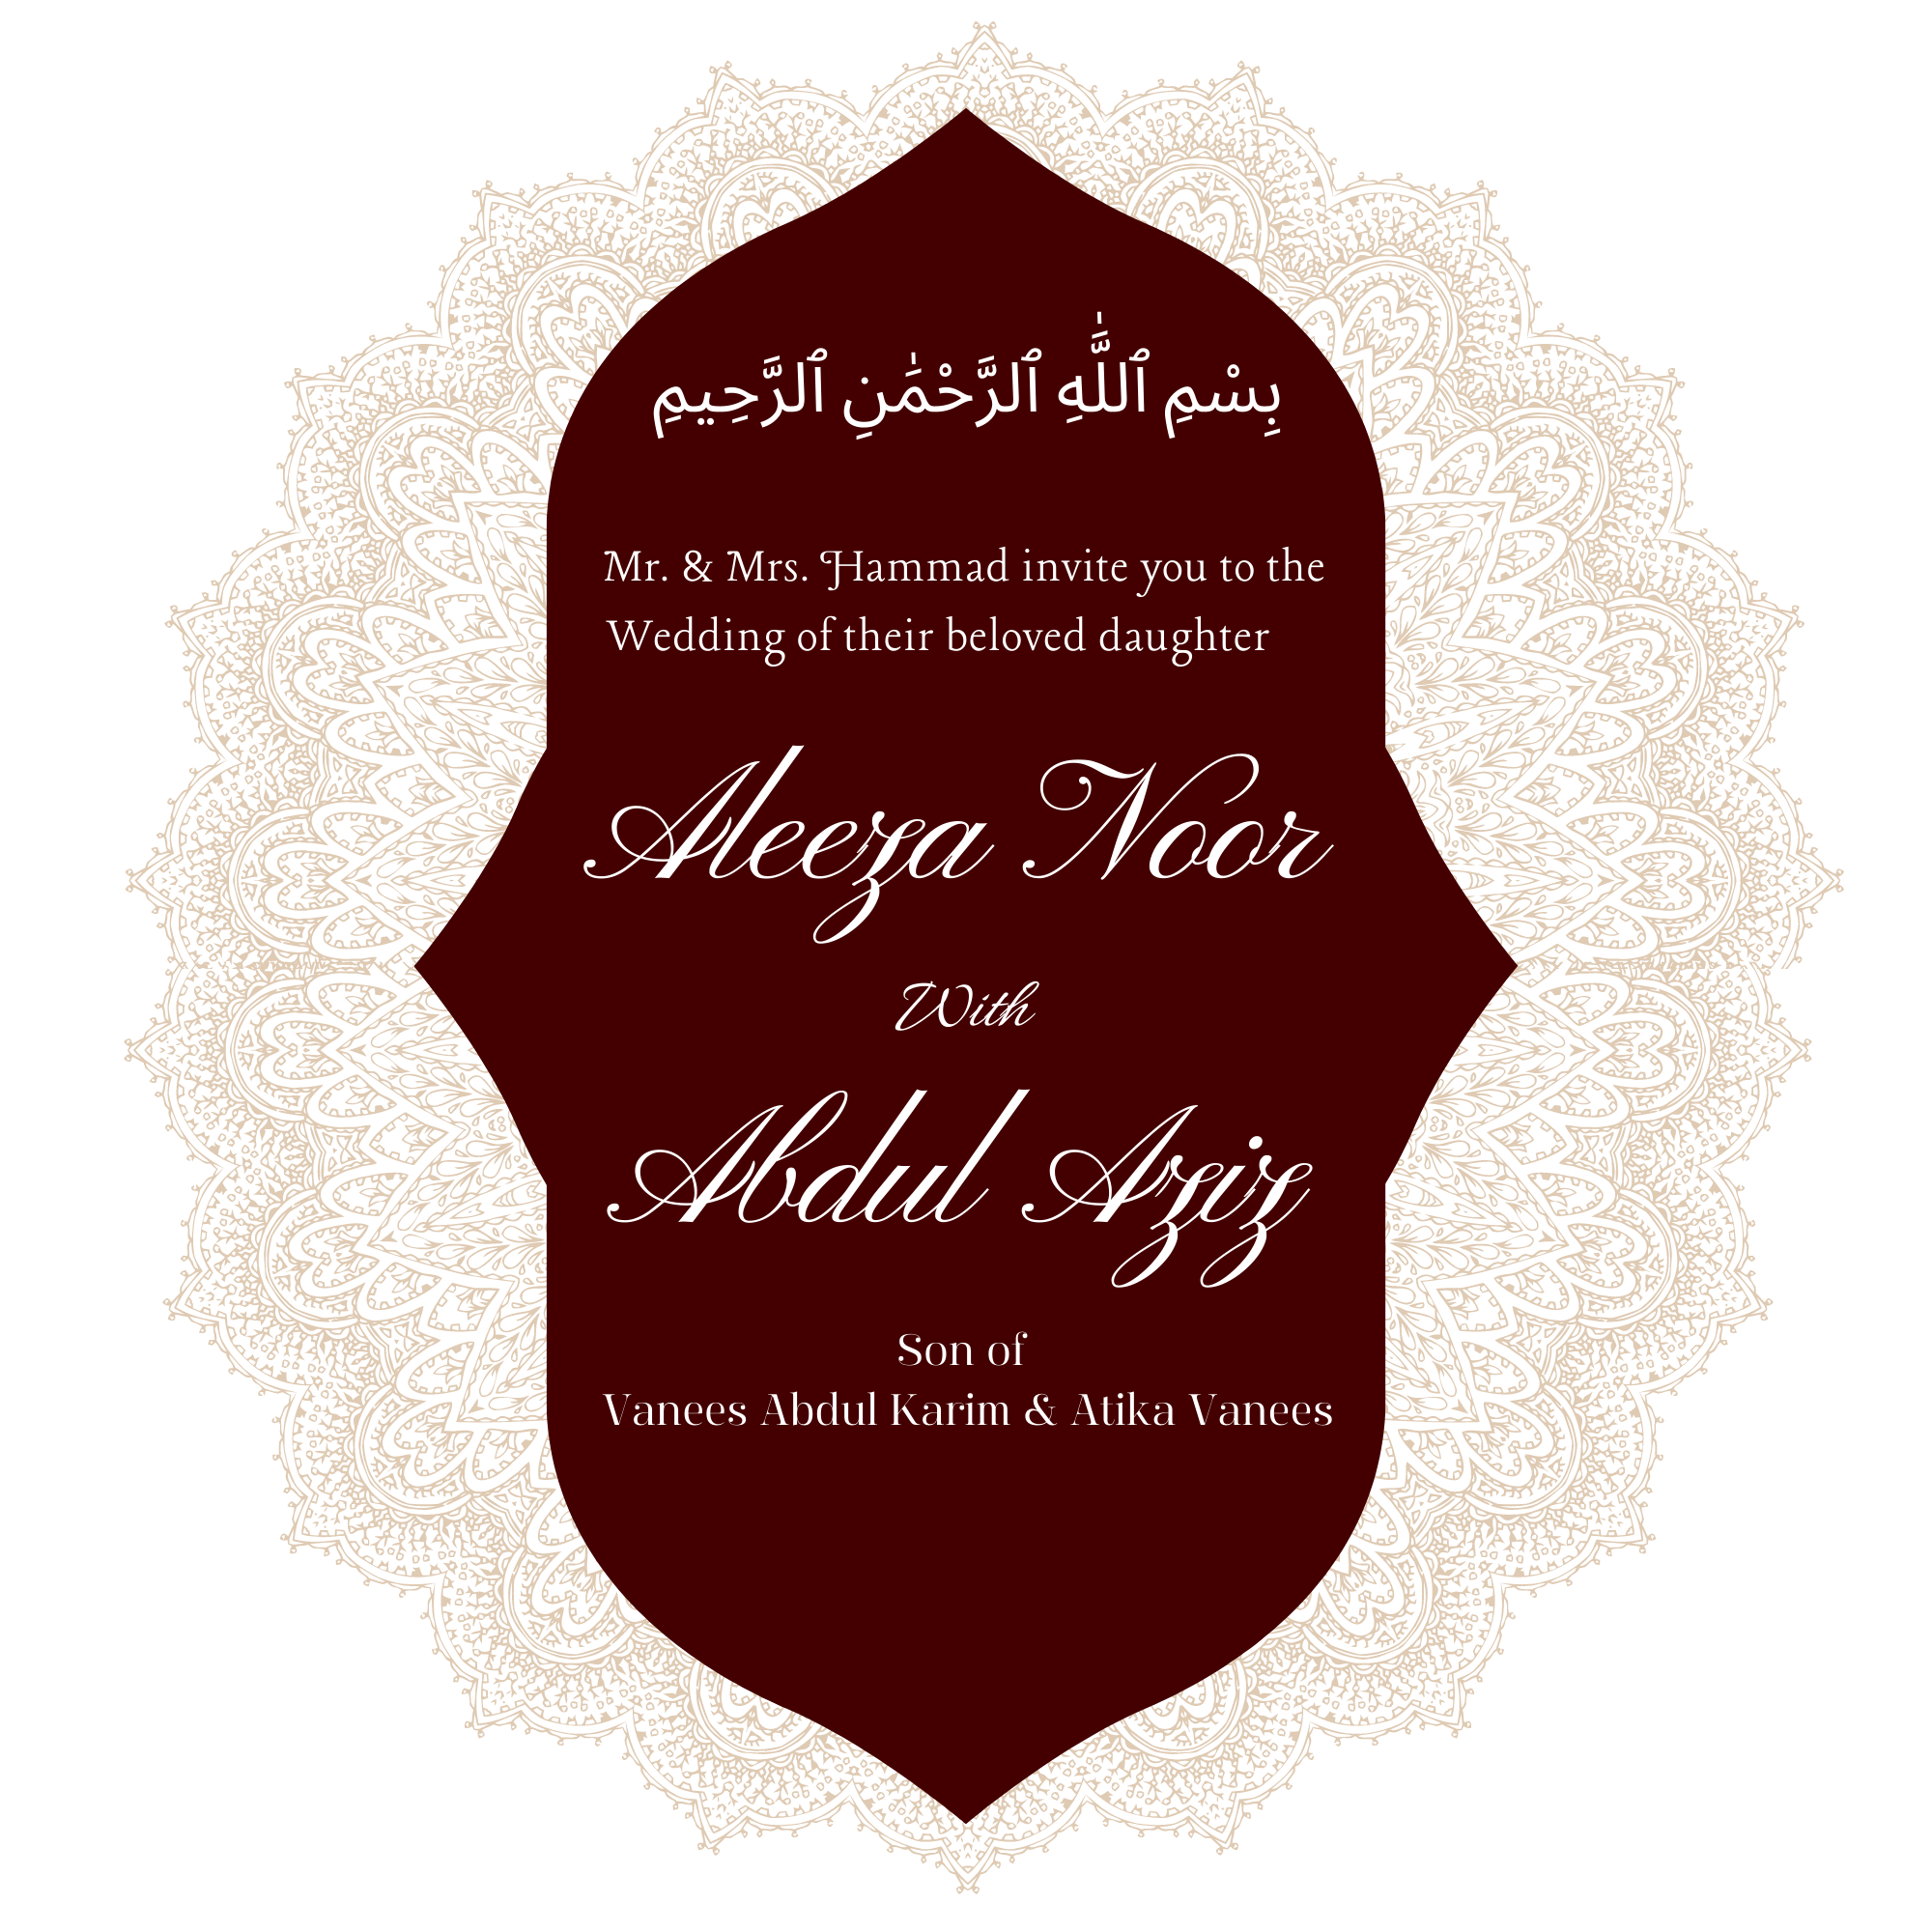 بِسْمِ ٱللَّٰهِ ٱلرَّحْمَٰنِ ٱلرَّحِيمِ
Mr. & Mrs. Hammad invite you to the
Wedding of their beloved daughter
Aleeza Noor
With
Abdul Aziz
Son of
Vanees Abdul Karim & Atika Vanees